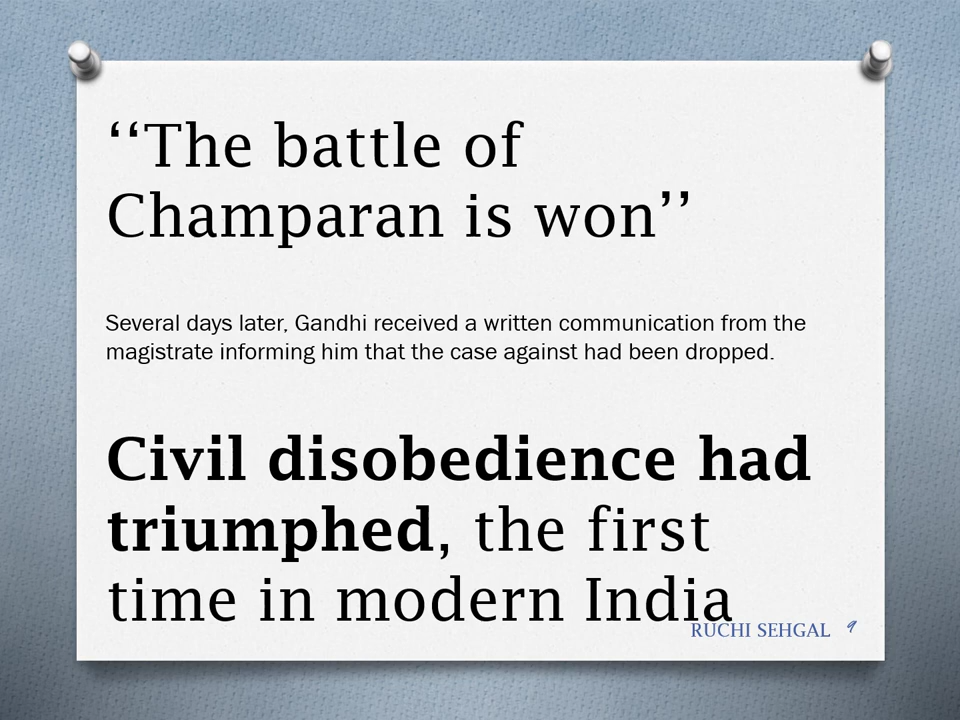 ‘‘The battle of
Champaran is won’’
Several days later, Gandhi received a written communication from the
magistrate informing him that the case against had been dropped.
Civil disobedience had
triumphed, the first
time in modern India
RUCHI SEHGAL 9